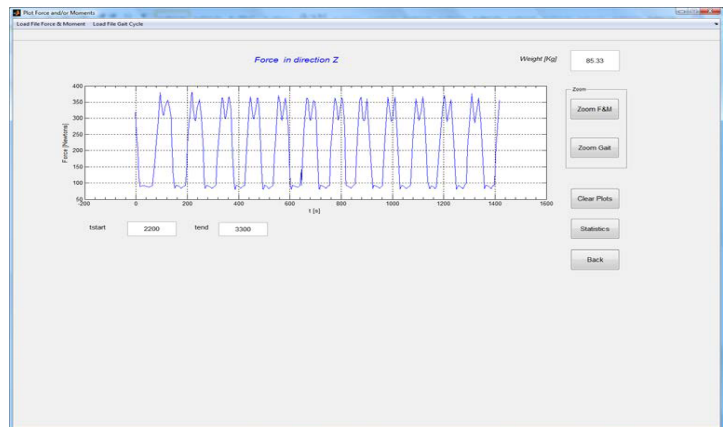 Plot Force and/or Moments
Load File Force & Moment Load File Gait Cycle
Force in direction Z
Weight [Kg] 85.33
Zoom
Zoom F&M
Zoom Gait
Clear Plots
Statistics
Back
Force [Newtons]
400
350
300
250
200
150
100
50
-200 0 200 400 600 800 1000 1200 1400 1600
t [s]
tstart 2200 tend 3300